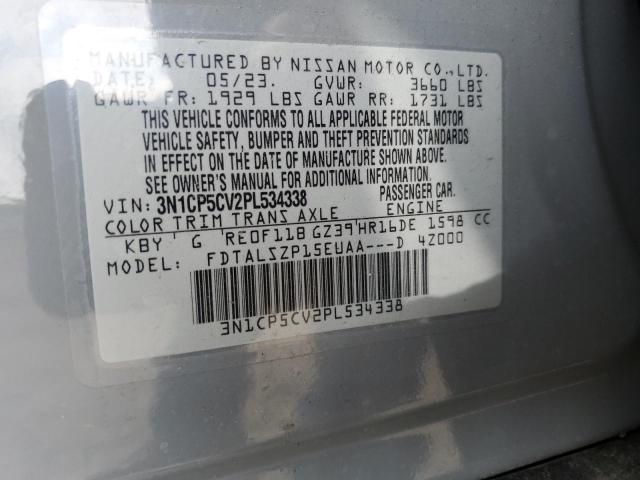 MANUFACTURED BY NISSAN MOTOR CO.,LTD.
DATE: 05/23. GVWR: 3660 LBS
GAWR FR: 1929 LBS GAWR RR: 1731 LBS
THIS VEHICLE CONFORMS TO ALL APPLICABLE FEDERAL MOTOR
VEHICLE SAFETY, BUMPER AND THEFT PREVENTION STANDARDS
IN EFFECT ON THE DATE OF MANUFACTURE SHOWN ABOVE.
SEE OWNER'S MANUAL FOR ADDITIONAL INFORMATION.
VIN: 3N1CP5CV2PL534338 PASSENGER CAR.
COLOR TRIM TRANS AXLE ENGINE
KBY G RE0F11B GZ39 HR16DE 1598 CC
MODEL: FDTALSZP15EUAA---D 4Z000
3N1CP5CV2PL534338